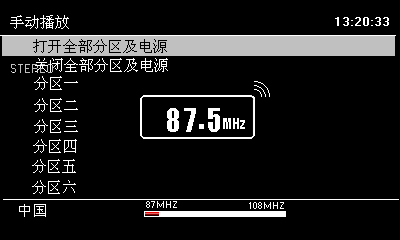 手动播放 13:20:33
打开全部分区及电源
STEREO
关闭全部分区及电源
分区一
分区二
分区三
分区四
分区五
分区六
87.5MHz
87MHZ 108MHZ
中国